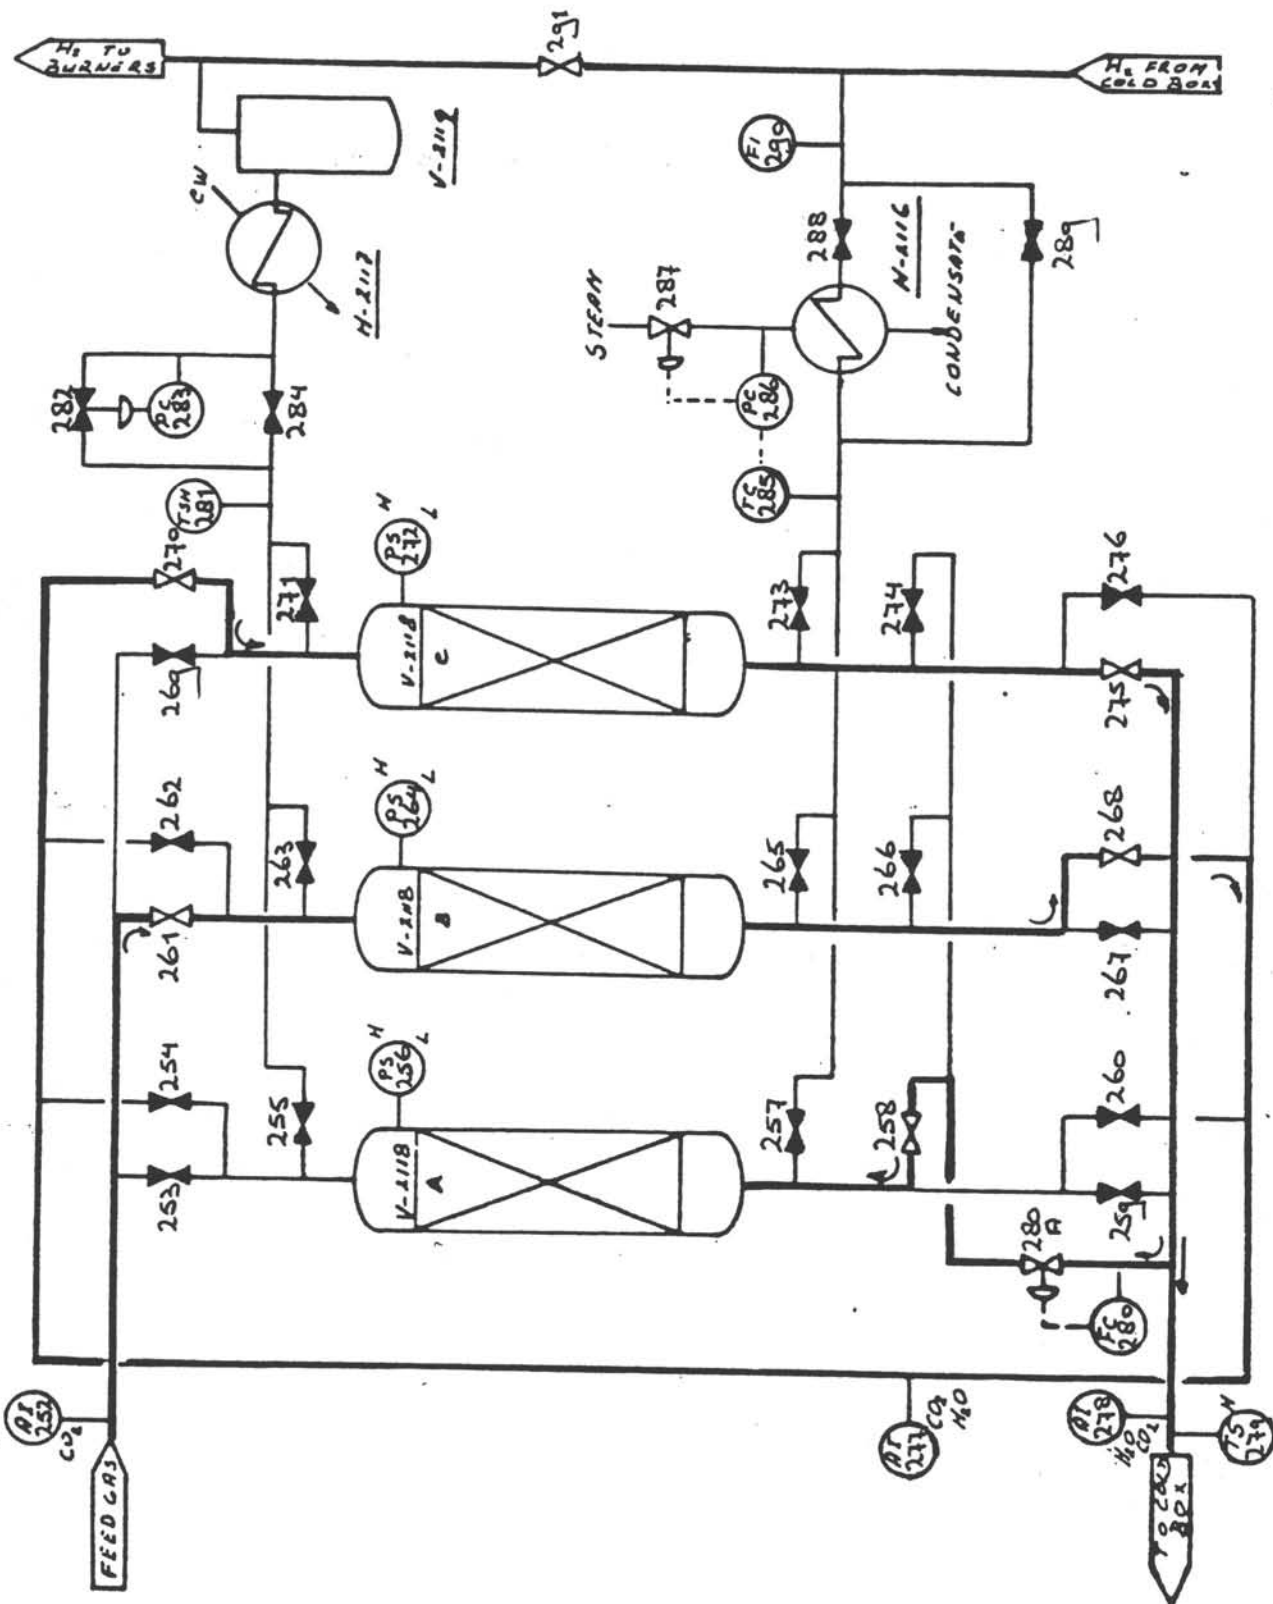 H2 TO
BURNERS
291
H2 FROM
COLD BOX
V-2119
CW
H-2117
FI
290
288
H-2116
289
STEAM
287
CONDENSATE
282
PC
283
284
PC
286
TSH
281
TC
285
270
269
271
PS
272
H
L
V-2118
C
273
274
276
275
262
261
263
PS
264
H
L
V-2118
B
265
266
268
267
254
253
255
PS
256
H
L
V-2118
A
257
258
260
259
280
A
FC
280
AI
252
CO2
FEED GAS
AI
277
CO2
H2O
AI
278
H2O
CO2
TS
279
H
TO COLD
BOX